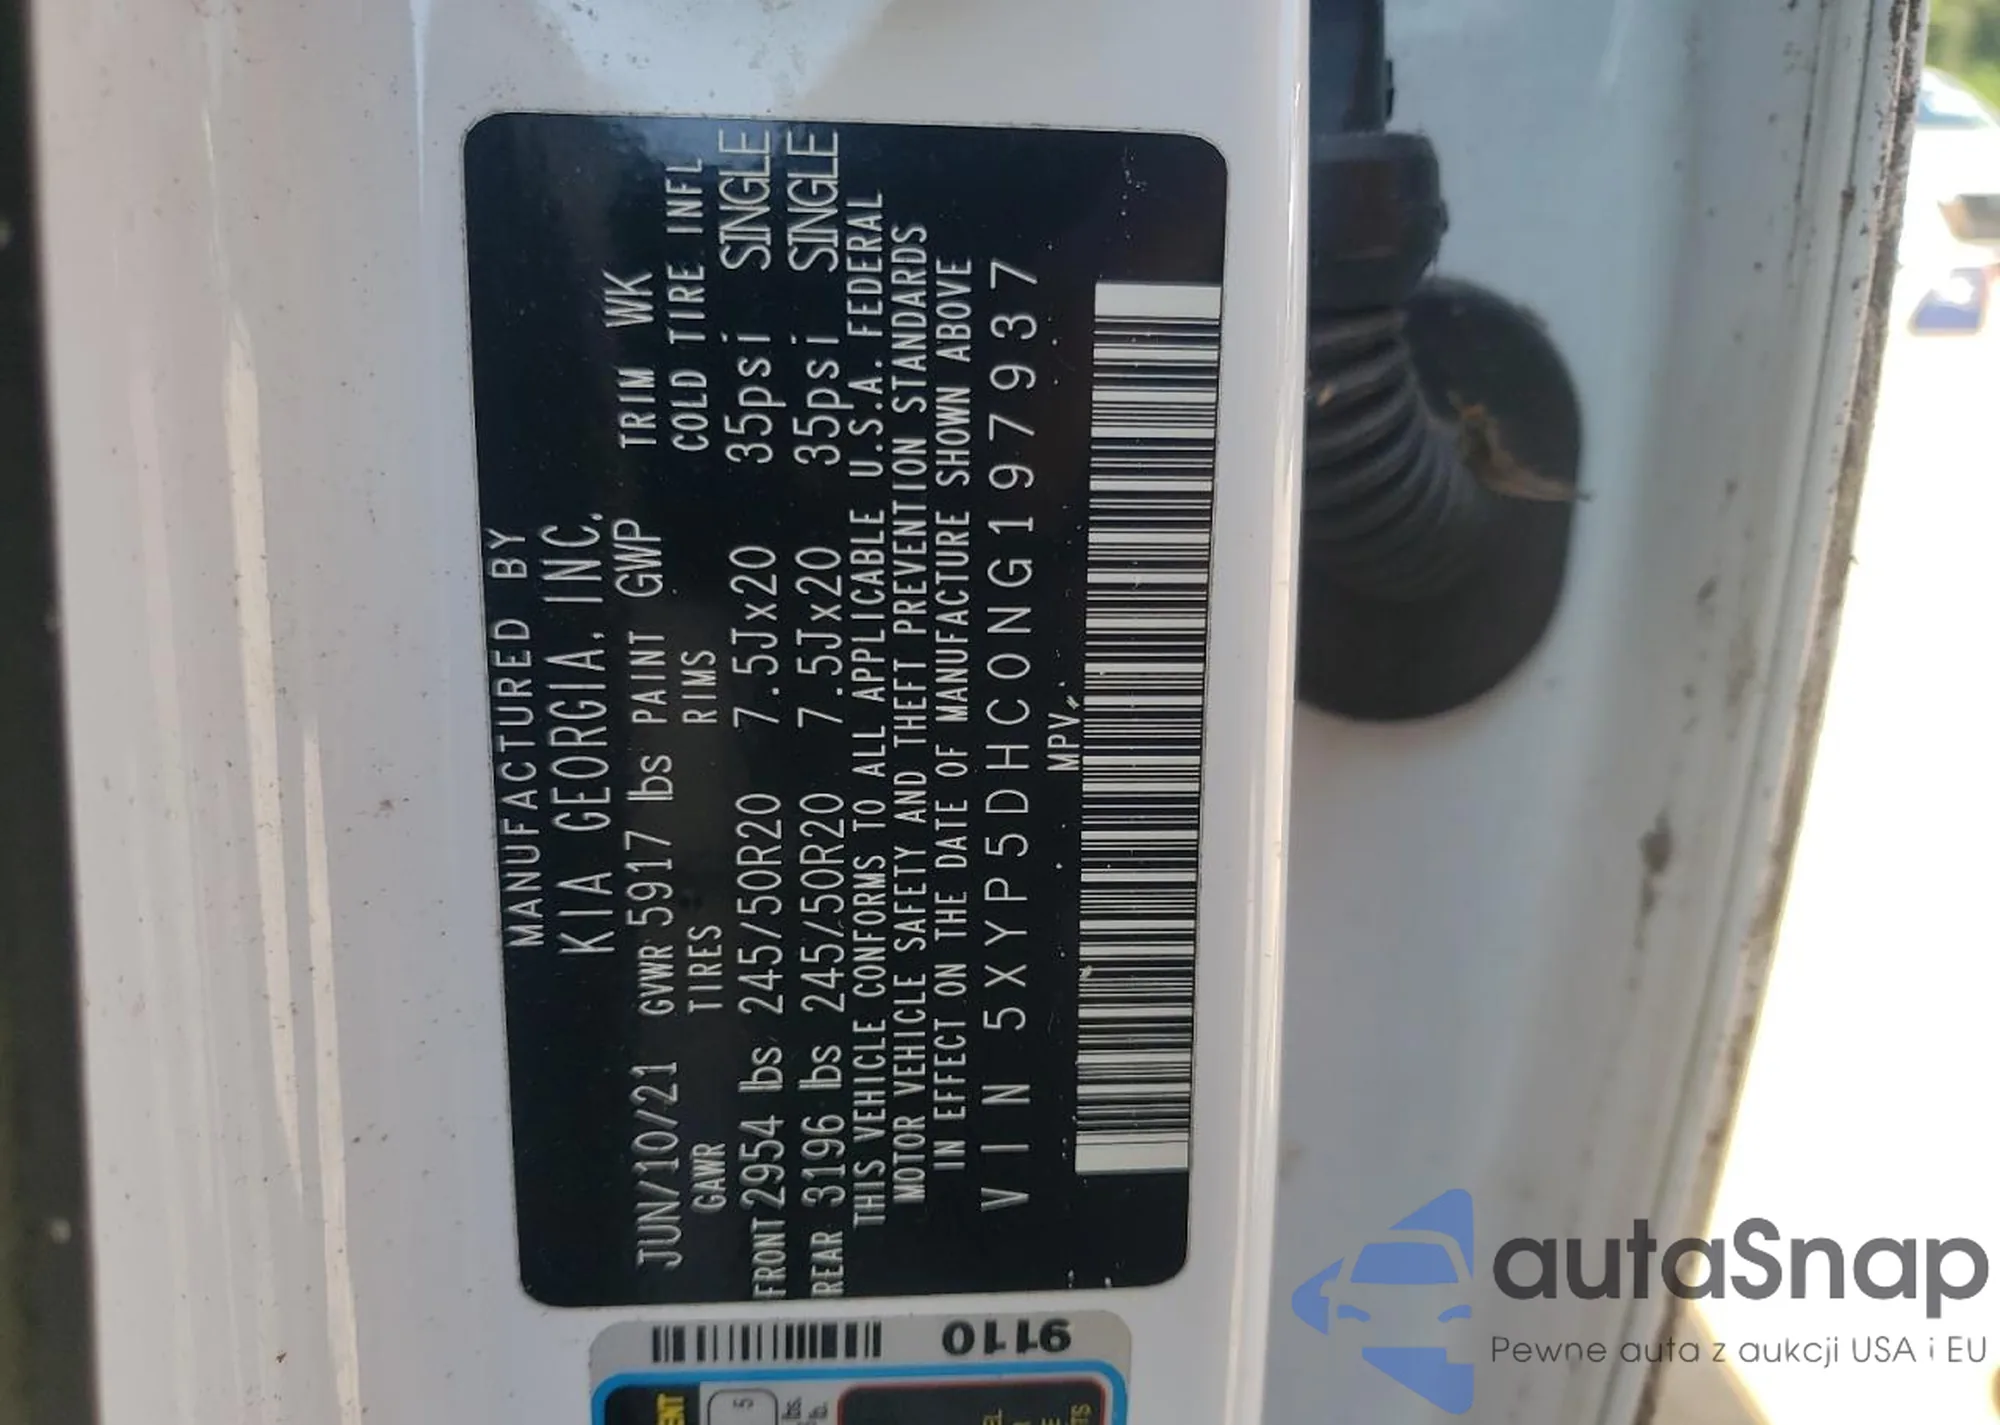 MANUFACTURED BY
KIA GEORGIA, INC.
JUN/10/21 GVWR 5917 lbs PAINT GWP TRIM WK
GAWR TIRES RIMS COLD TIRE INFL
FRONT 2954 lbs 245/50R20 7.5Jx20 35psi SINGLE
REAR 3196 lbs 245/50R20 7.5Jx20 35psi SINGLE
THIS VEHICLE CONFORMS TO ALL APPLICABLE U.S.A. FEDERAL
MOTOR VEHICLE SAFETY AND THEFT PREVENTION STANDARDS
IN EFFECT ON THE DATE OF MANUFACTURE SHOWN ABOVE
VIN 5XYP5DHC0NG197937
MPV
9110
5
lbs.
lb.
autaSnap
Pewne auta z aukcji USA i EU